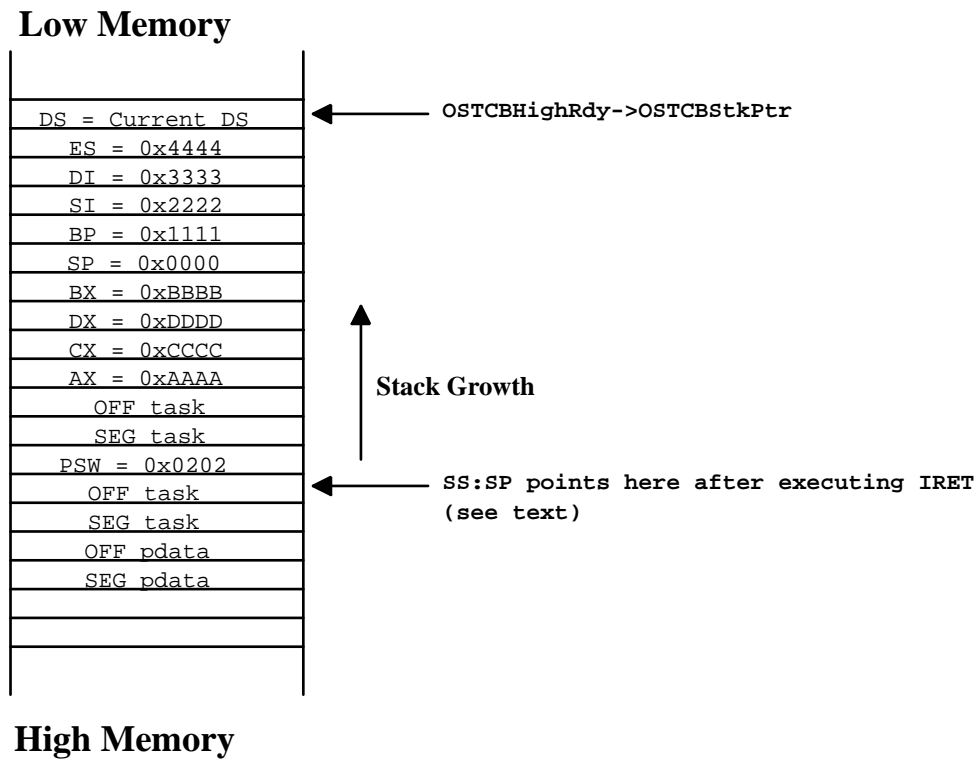 Low Memory
DS = Current DS
OSTCBHighRdy->OSTCBStkPtr
ES = 0x4444
DI = 0x3333
SI = 0x2222
BP = 0x1111
SP = 0x0000
BX = 0xBBBB
DX = 0xDDDD
CX = 0xCCCC
AX = 0xAAAA
Stack Growth
OFF task
SEG task
PSW = 0x0202
OFF task
SS:SP points here after executing IRET
(see text)
SEG task
OFF pdata
SEG pdata
High Memory